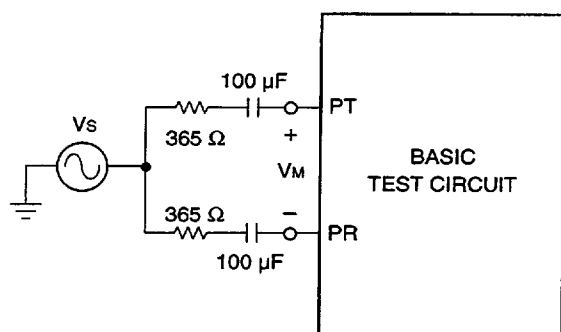 100 µF
PT
Vs
365 Ω
+
VM
BASIC
TEST CIRCUIT
365 Ω
−
PR
100 µF